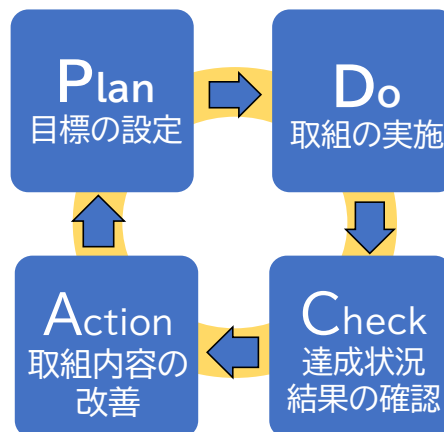 Plan
目標の設定
Do
取組の実施
Check
達成状況
結果の確認
Action
取組内容の
改善